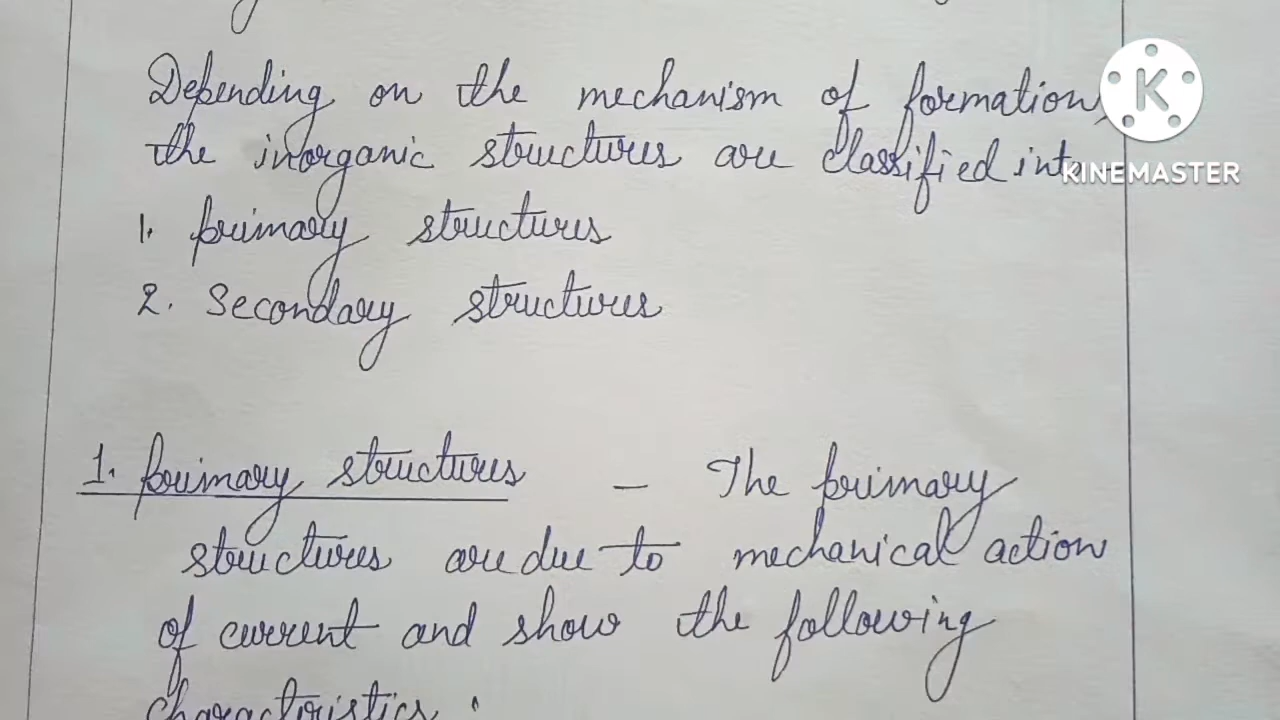 Depending on the mechanism of formation,
the inorganic structures are classified into
KINEMASTER
1. primary structures
2. Secondary structures
1. primary structures - The primary
structures are due to mechanical action
of current and show the following
characteristics :